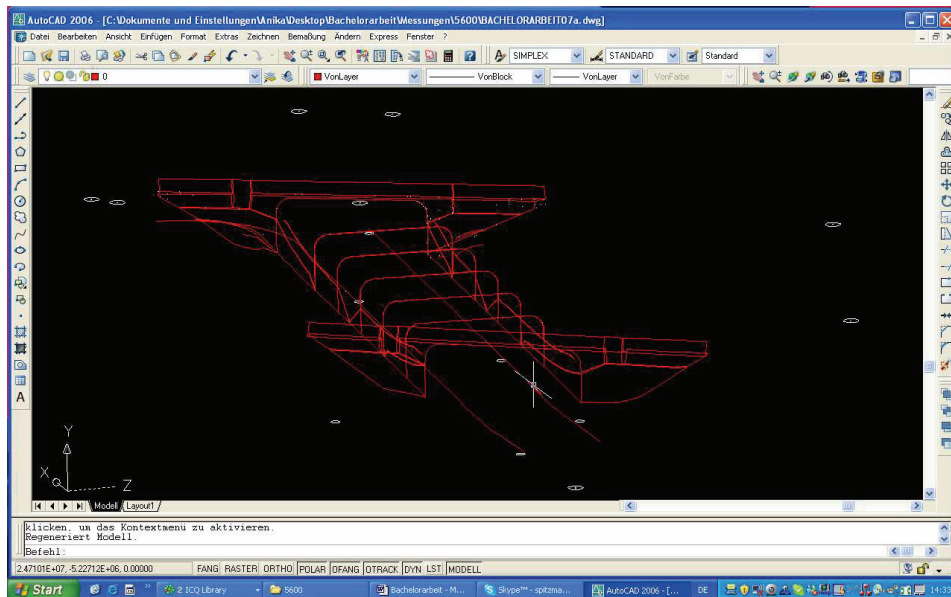 AutoCAD 2006 - [C:\Dokumente und Einstellungen\Anika\Desktop\Bachelorarbeit\Messungen\5600\BACHELORARBEIT07a.dwg]
Datei Bearbeiten Ansicht Einfügen Format Extras Zeichnen Bemaßung Ändern Express Fenster ?
SIMPLEX STANDARD Standard
0 VonLayer VonBlock VonLayer VonFarbe
Y
X
Z
Modell Layout1
klicken, um das Kontextmenü zu aktivieren.
Regeneriert Modell.
Befehl:
2.47101E+07, -5.22712E+06, 0.00000 FANG RASTER ORTHO POLAR OFANG OTRACK DYN LST MODELL
Start 2 ICQ Library 5600 Bachelorarbeit - M... Skype™ - spitzma... AutoCAD 2006 - [... DE